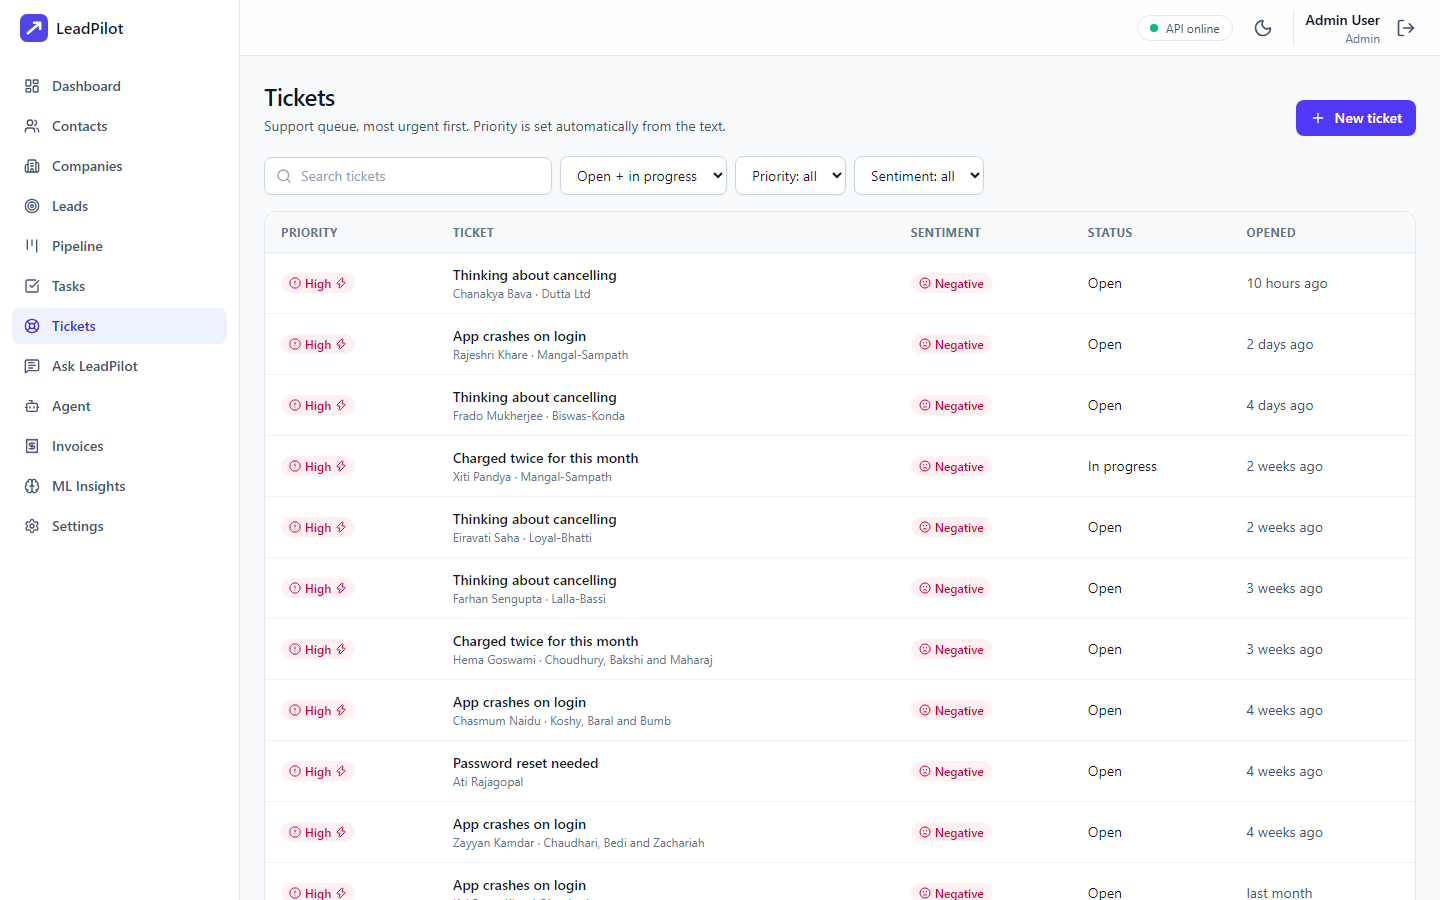 LeadPilot
API online
Admin User
Admin
Dashboard
Contacts
Companies
Leads
Pipeline
Tasks
Tickets
Ask LeadPilot
Agent
Invoices
ML Insights
Settings
Tickets
Support queue, most urgent first. Priority is set automatically from the text.
New ticket
Search tickets
Open + in progress
Priority: all
Sentiment: all
PRIORITY TICKET SENTIMENT STATUS OPENED
High Thinking about cancelling Negative Open 10 hours ago
Chanakya Bava · Dutta Ltd
High App crashes on login Negative Open 2 days ago
Rajeshri Khare · Mangal-Sampath
High Thinking about cancelling Negative Open 4 days ago
Frado Mukherjee · Biswas-Konda
High Charged twice for this month Negative In progress 2 weeks ago
Xiti Pandya · Mangal-Sampath
High Thinking about cancelling Negative Open 2 weeks ago
Eiravati Saha · Loyal-Bhatti
High Thinking about cancelling Negative Open 3 weeks ago
Farhan Sengupta · Lalla-Bassi
High Charged twice for this month Negative Open 3 weeks ago
Hema Goswami · Choudhury, Bakshi and Maharaj
High App crashes on login Negative Open 4 weeks ago
Chasmum Naidu · Koshy, Baral and Bumb
High Password reset needed Negative Open 4 weeks ago
Ati Rajagopal
High App crashes on login Negative Open 4 weeks ago
Zayyan Kamdar · Chaudhari, Bedi and Zachariah
High App crashes on login Negative Open last month